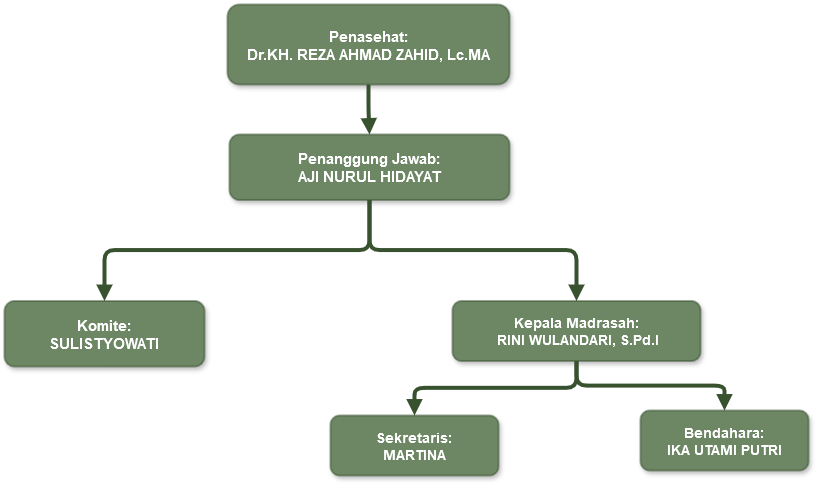 Penasehat:
Dr.KH. REZA AHMAD ZAHID, Lc.MA
Penanggung Jawab:
AJI NURUL HIDAYAT
Komite:
SULISTYOWATI
Kepala Madrasah:
RINI WULANDARI, S.Pd.I
Sekretaris:
MARTINA
Bendahara:
IKA UTAMI PUTRI